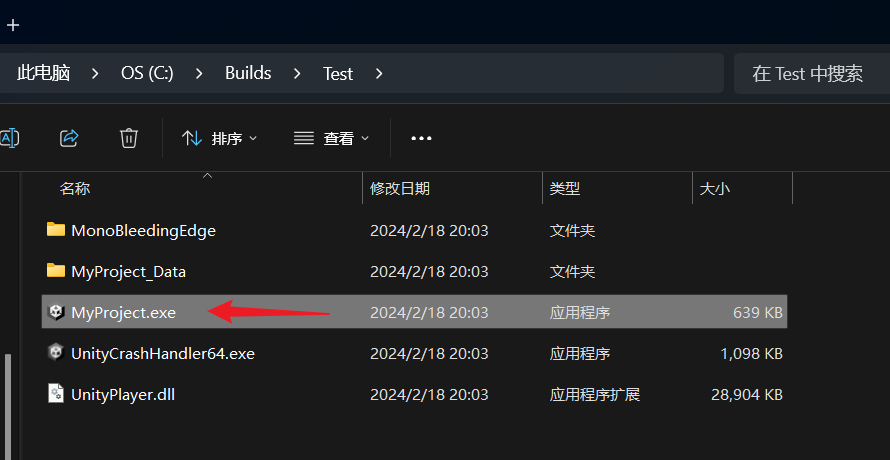 此电脑 > OS (C:) > Builds > Test >
在 Test 中搜索
排序 查看
名称 修改日期 类型 大小
MonoBleedingEdge 2024/2/18 20:03 文件夹
MyProject_Data 2024/2/18 20:03 文件夹
MyProject.exe 2024/2/18 20:03 应用程序 639 KB
UnityCrashHandler64.exe 2024/2/18 20:03 应用程序 1,098 KB
UnityPlayer.dll 2024/2/18 20:03 应用程序扩展 28,904 KB